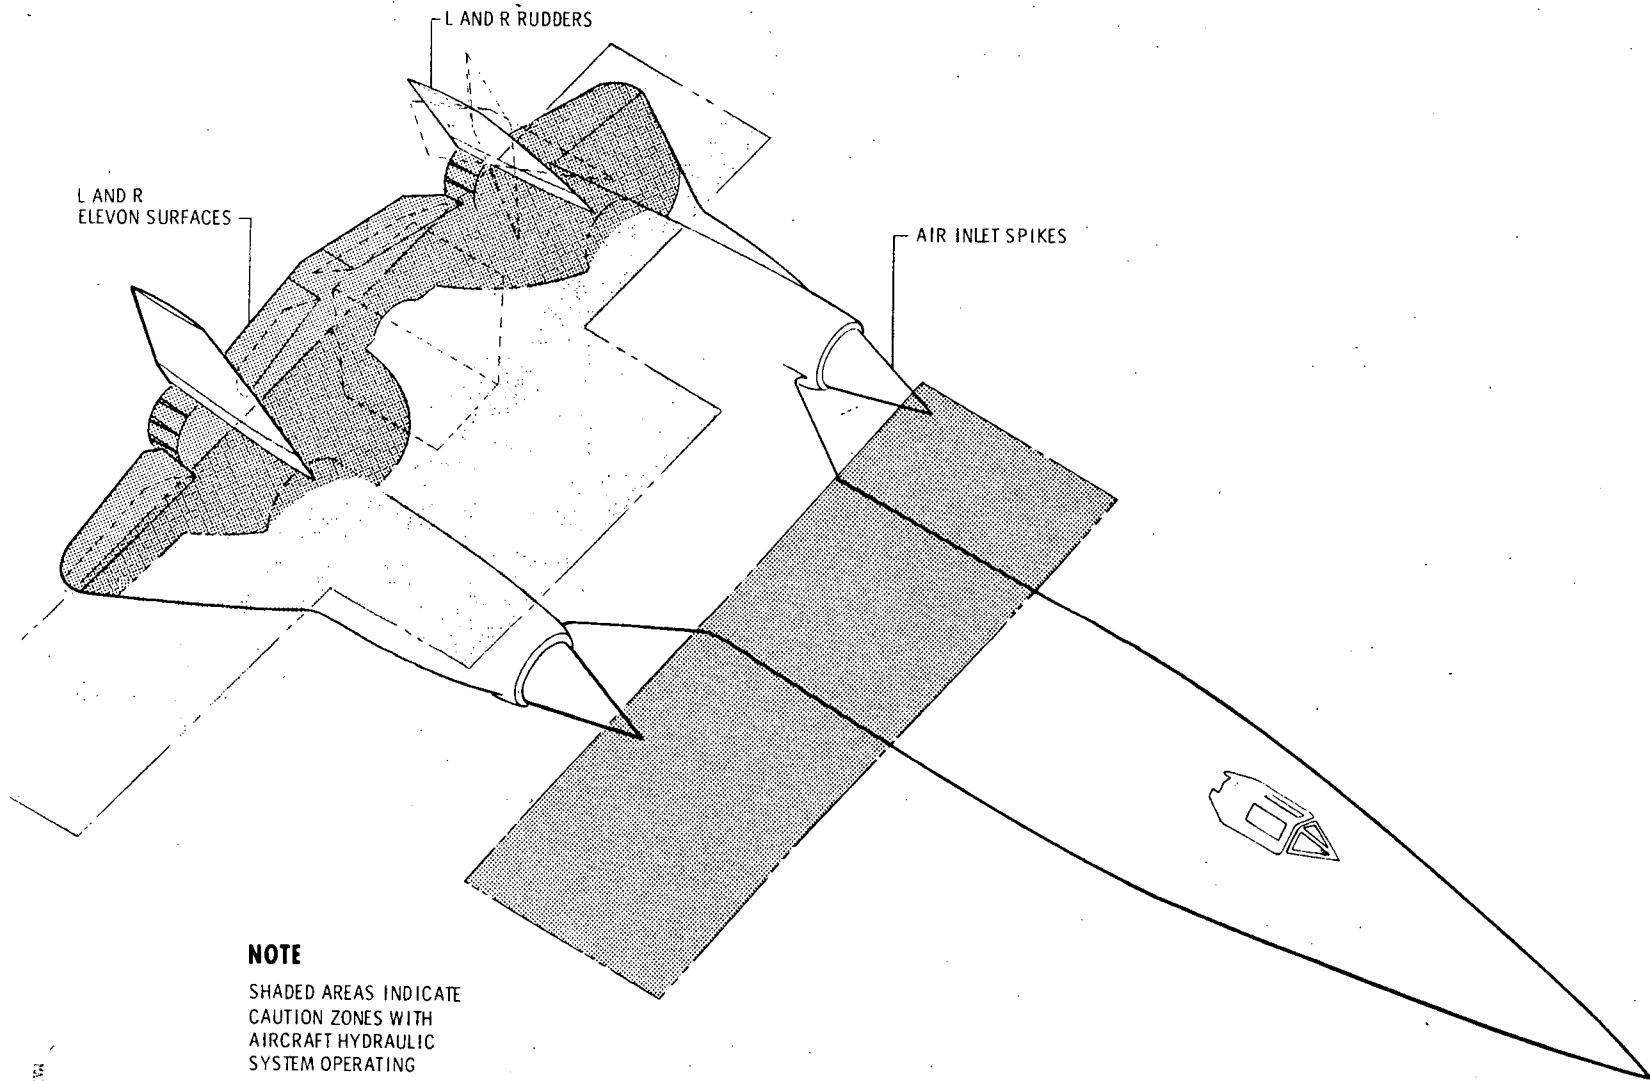 L AND R RUDDERS
L AND R
ELEVON SURFACES
AIR INLET SPIKES
NOTE
SHADED AREAS INDICATE
CAUTION ZONES WITH
AIRCRAFT HYDRAULIC
SYSTEM OPERATING